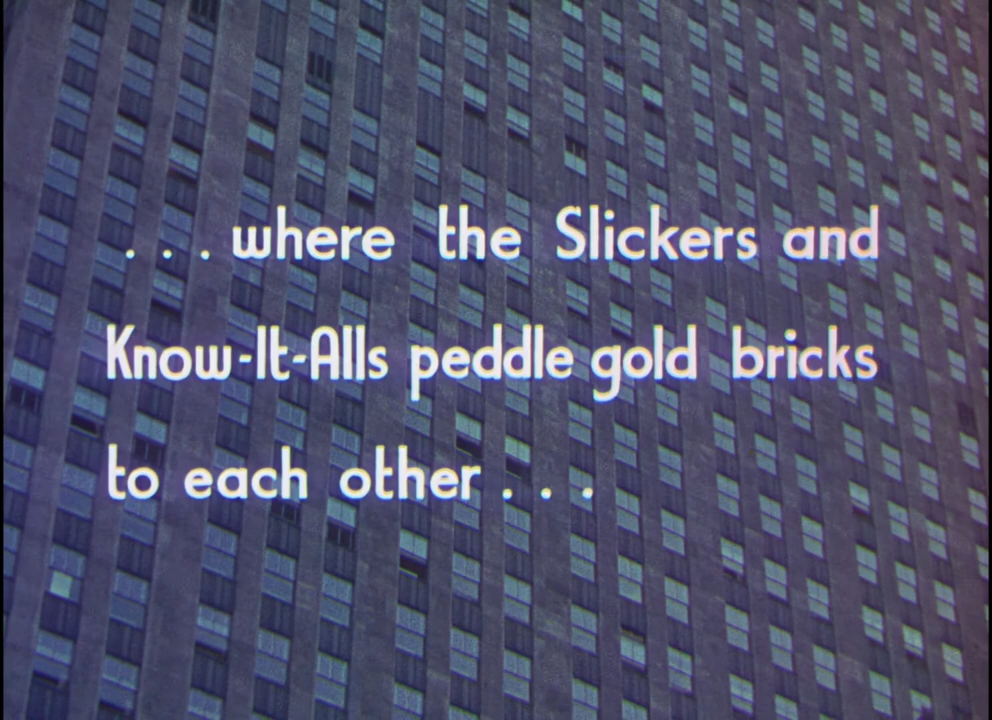 . . . where the Slickers and
Know-It-Alls peddle gold bricks
to each other . . .